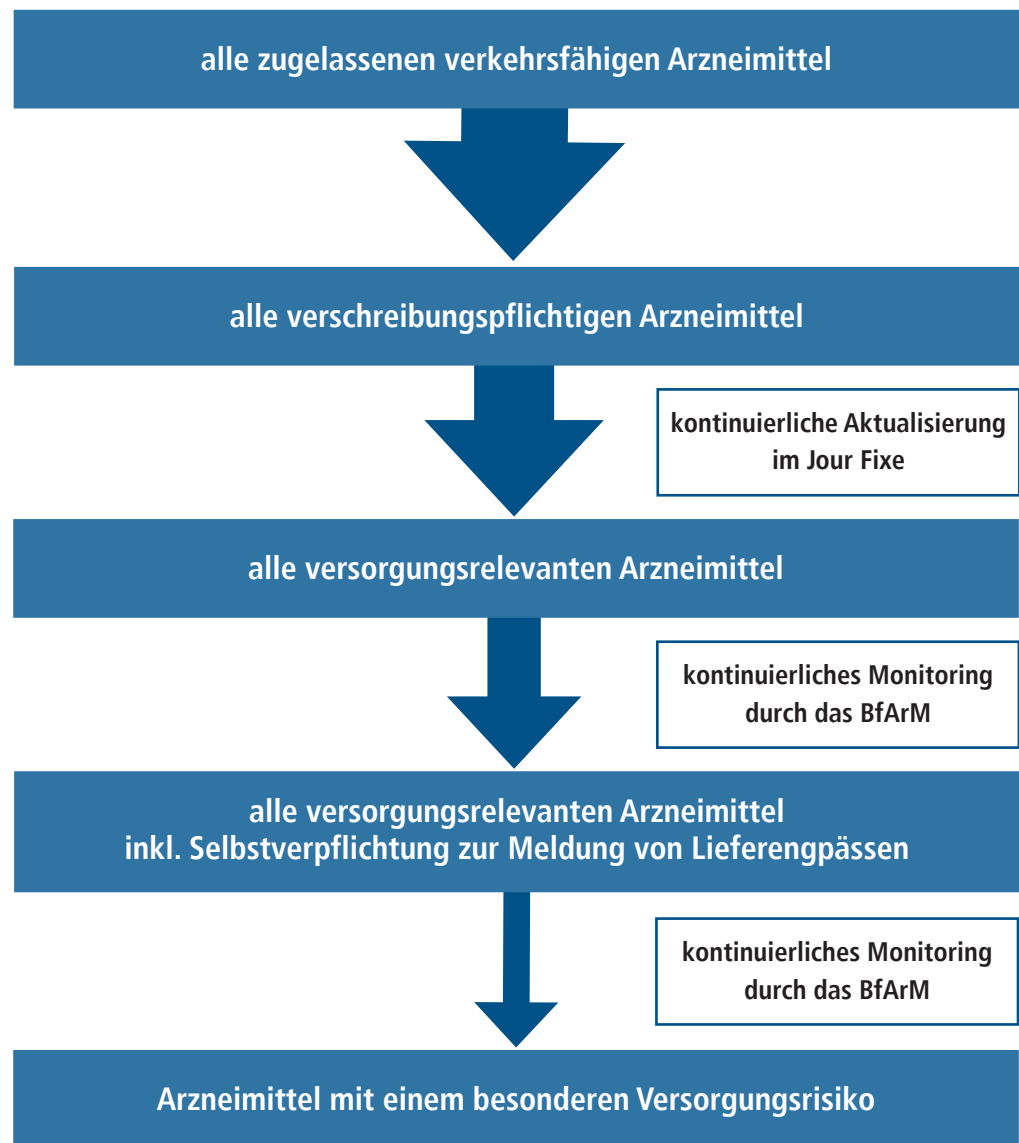 alle zugelassenen verkehrsfähigen Arzneimittel
alle verschreibungspflichtigen Arzneimittel
kontinuierliche Aktualisierung
im Jour Fixe
alle versorgungsrelevanten Arzneimittel
kontinuierliches Monitoring
durch das BfArM
alle versorgungsrelevanten Arzneimittel
inkl. Selbstverpflichtung zur Meldung von Lieferengpässen
kontinuierliches Monitoring
durch das BfArM
Arzneimittel mit einem besonderen Versorgungsrisiko